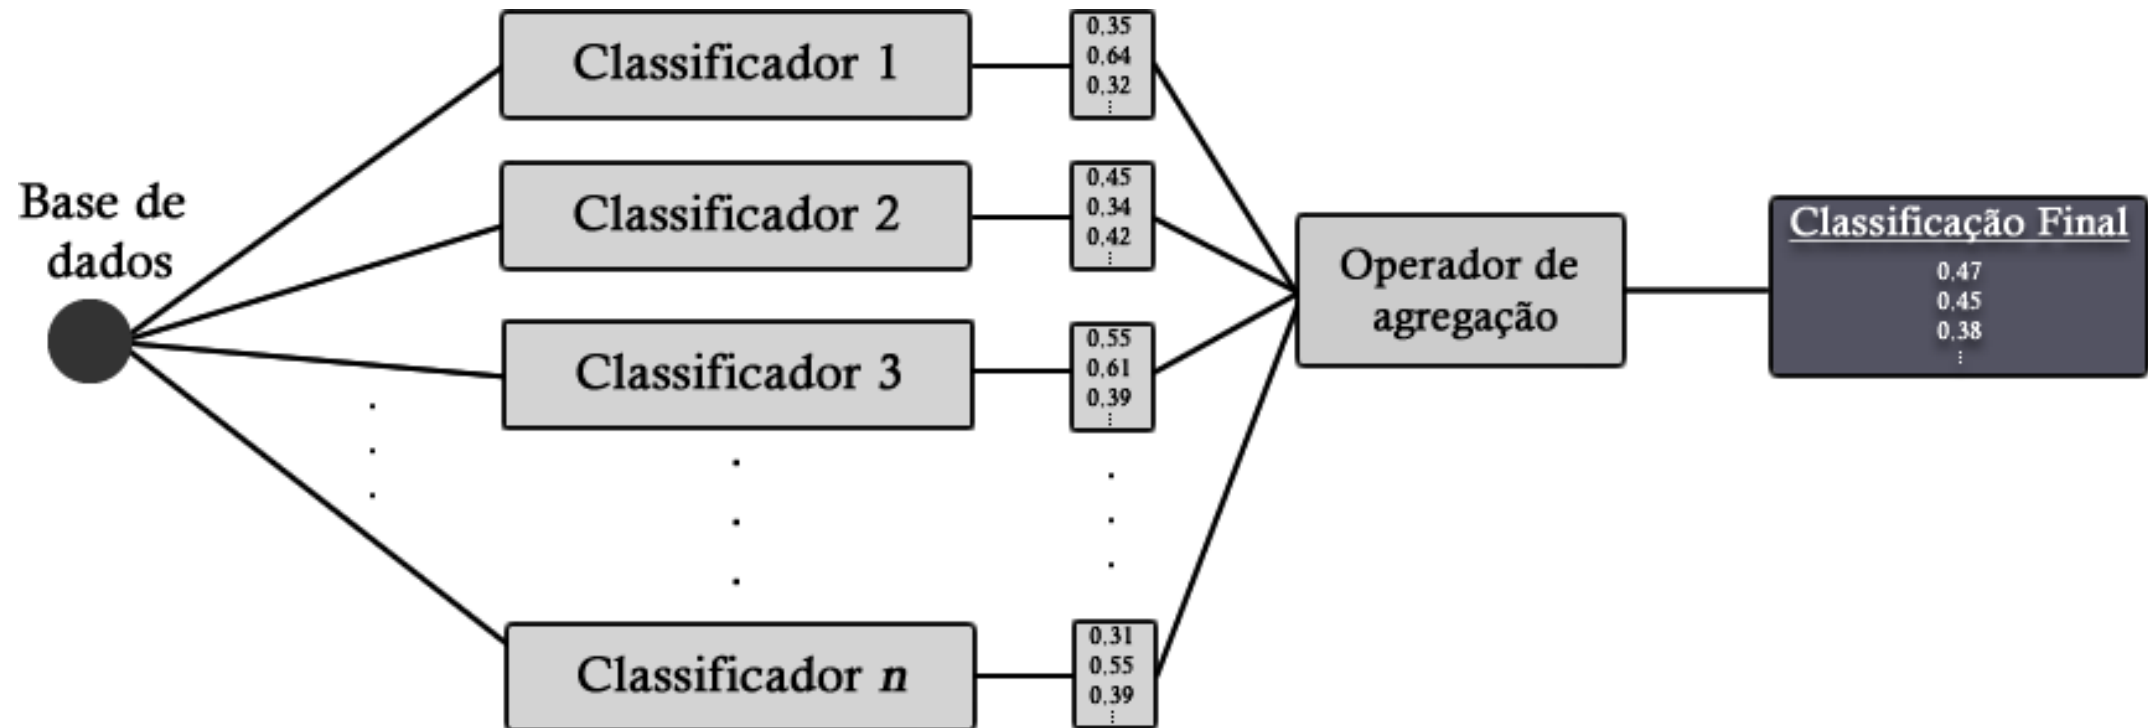 Base de
dados
Classificador 1
0,35
0,64
0,32
⋮
Classificador 2
0,45
0,34
0,42
⋮
Classificador 3
0,55
0,61
0,39
⋮
Classificador n
0,31
0,55
0,39
⋮
Operador de
agregação
Classificação Final
0,47
0,45
0,38
⋮